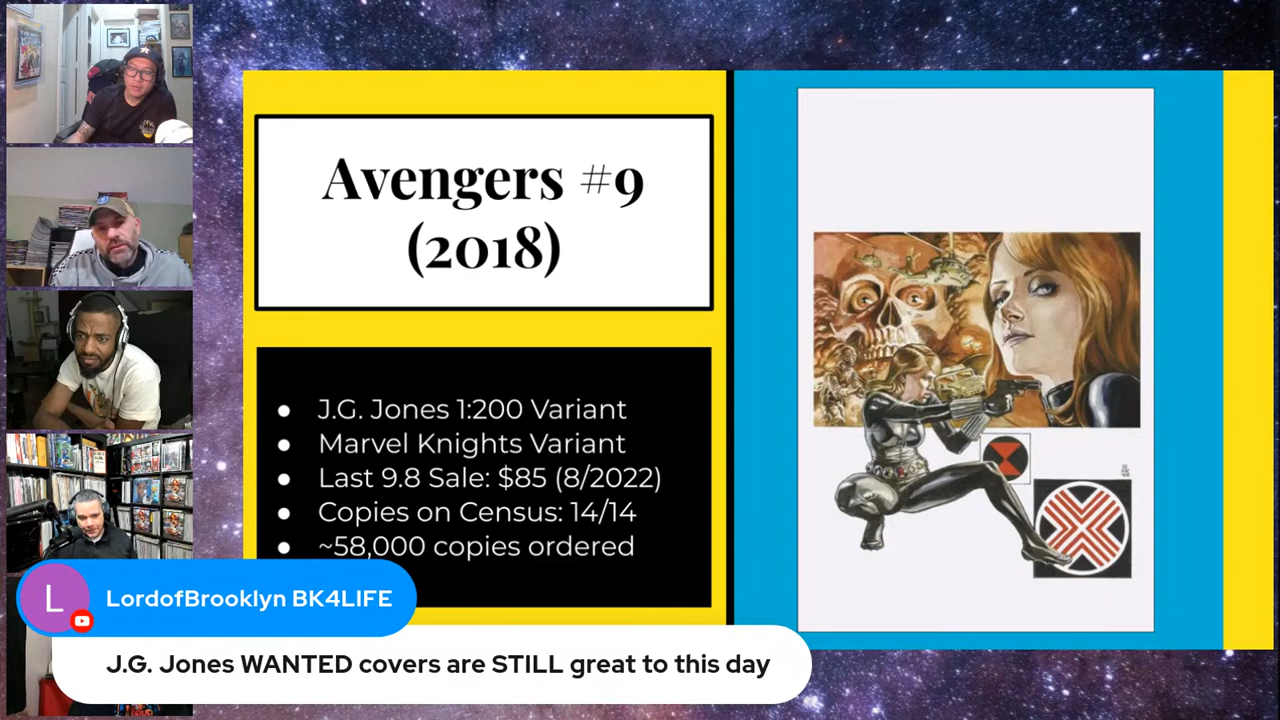 Avengers #9
(2018)
● J.G. Jones 1:200 Variant
● Marvel Knights Variant
● Last 9.8 Sale: $85 (8/2022)
● Copies on Census: 14/14
● ~58,000 copies ordered
L
LordofBrooklyn BK4LIFE
J.G. Jones WANTED covers are STILL great to this day